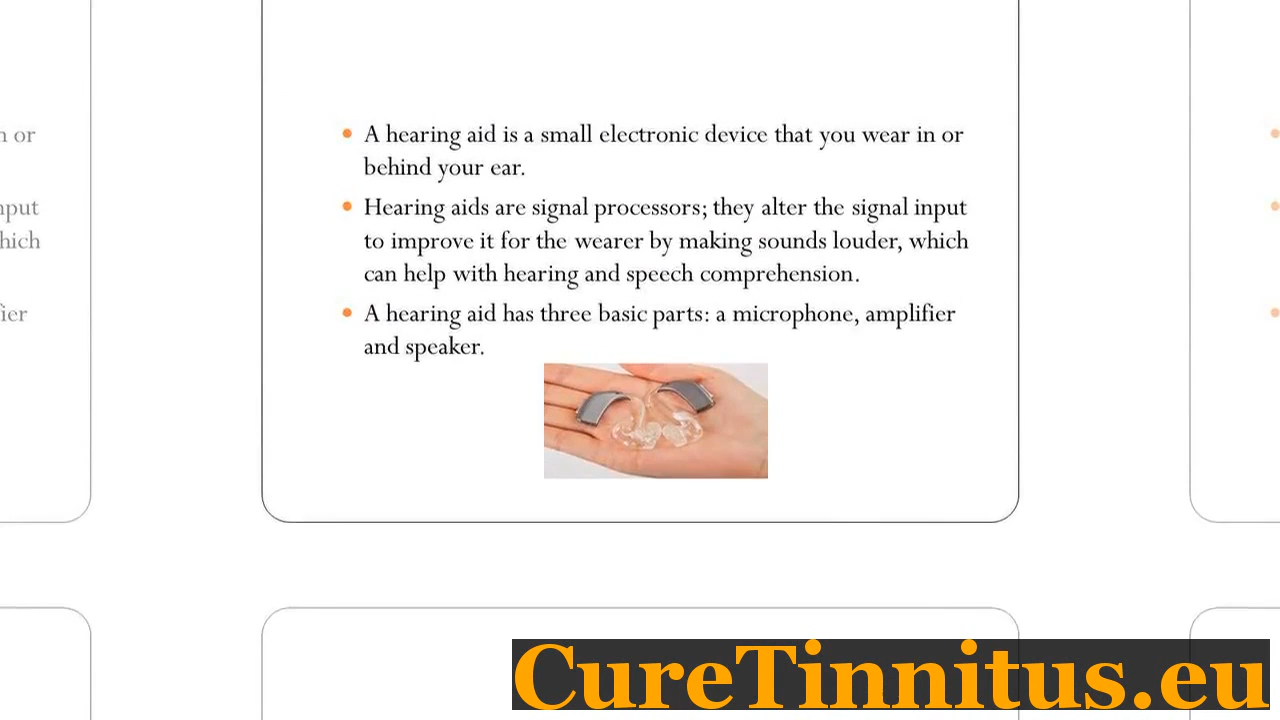 A hearing aid is a small electronic device that you wear in or
behind your ear.
Hearing aids are signal processors; they alter the signal input
to improve it for the wearer by making sounds louder, which
can help with hearing and speech comprehension.
A hearing aid has three basic parts: a microphone, amplifier
and speaker.
or
CureTinnitus.eu